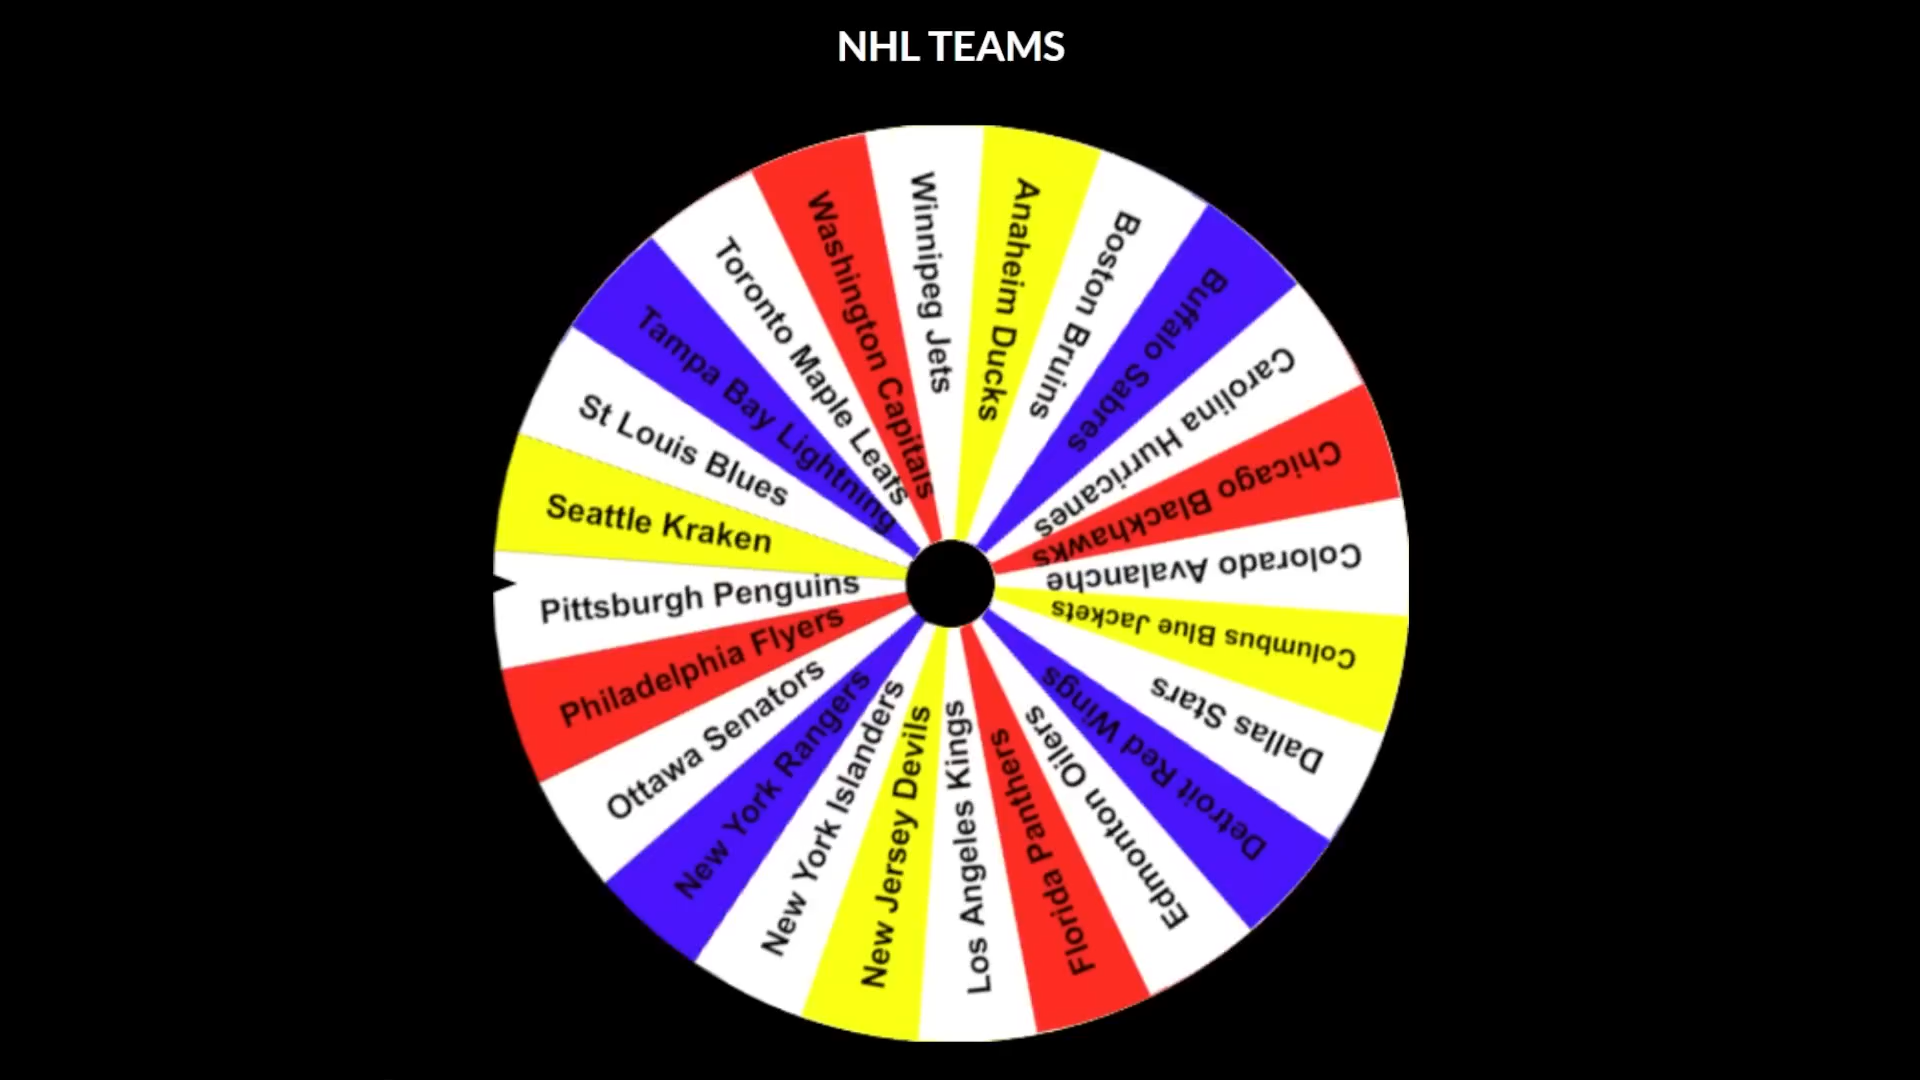 NHL TEAMS
Anaheim Ducks
Boston Bruins
Buffalo Sabres
Carolina Hurricanes
Chicago Blackhawks
Colorado Avalanche
Columbus Blue Jackets
Dallas Stars
Detroit Red Wings
Edmonton Oilers
Florida Panthers
Los Angeles Kings
New Jersey Devils
New York Islanders
New York Rangers
Ottawa Senators
Philadelphia Flyers
Pittsburgh Penguins
Seattle Kraken
St Louis Blues
Tampa Bay Lightning
Toronto Maple Leafs
Washington Capitals
Winnipeg Jets